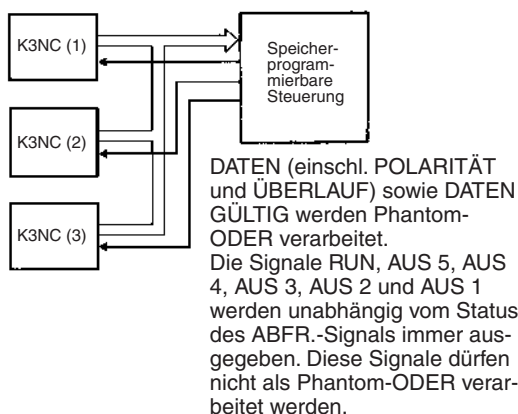 K3NC (1)
K3NC (2)
K3NC (3)
Speicher-
program-
mierbare
Steuerung
DATEN (einschl. POLARITÄT
und ÜBERLAUF) sowie DATEN
GÜLTIG werden Phantom-
ODER verarbeitet.
Die Signale RUN, AUS 5, AUS
4, AUS 3, AUS 2 und AUS 1
werden unabhängig vom Status
des ABFR.-Signals immer aus-
gegeben. Diese Signale dürfen
nicht als Phantom-ODER verar-
beitet werden.